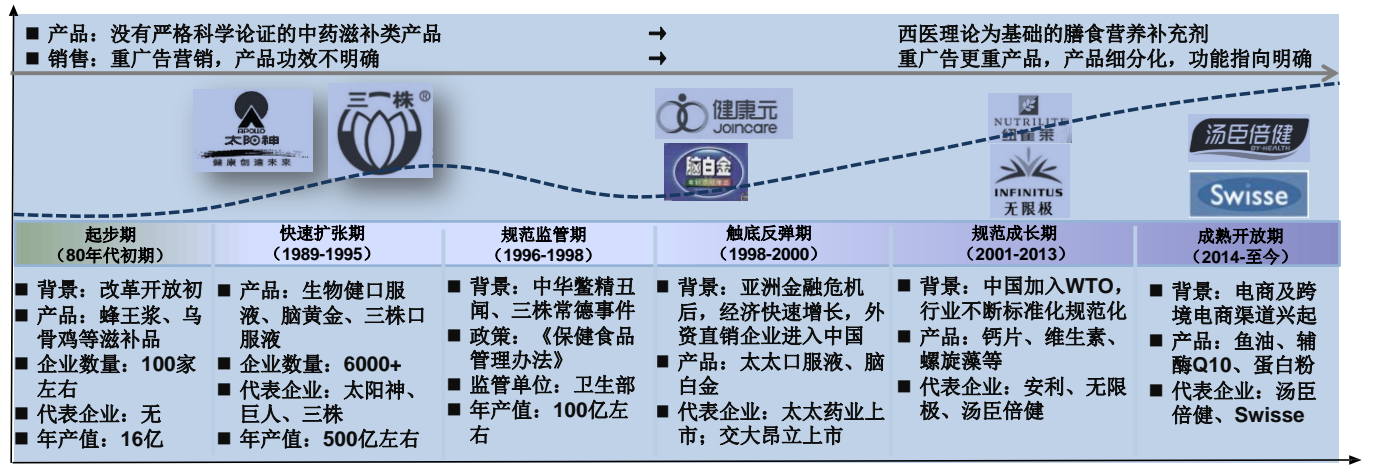 ■ 产品：没有严格科学论证的中药滋补类产品 → 西医理论为基础的膳食营养补充剂
■ 销售：重广告营销，产品功效不明确 → 重广告更重产品，产品细分化，功能指向明确
APOLLO
太阳神
健康创造未来
三株®
健康元
Joincare
脑白金
NUTRILITE
纽崔莱
INFINITUS
无限极
汤臣倍健
BY-HEALTH
Swisse
起步期
（80年代初期）
■ 背景：改革开放初
■ 产品：蜂王浆、乌
骨鸡等滋补品
■ 企业数量：100家
左右
■ 代表企业：无
■ 年产值：16亿
快速扩张期
（1989-1995）
■ 产品：生物健口服
液、脑黄金、三株口
服液
■ 企业数量：6000+
■ 代表企业：太阳神、
巨人、三株
■ 年产值：500亿左右
规范监管期
（1996-1998）
■ 背景：中华鳖精丑
闻、三株常德事件
■ 政策：《保健食品
管理办法》
■ 监管单位：卫生部
■ 年产值：100亿左
右
触底反弹期
（1998-2000）
■ 背景：亚洲金融危机
后，经济快速增长，外
资直销企业进入中国
■ 产品：太太口服液、脑
白金
■ 代表企业：太太药业上
市；交大昂立上市
规范成长期
（2001-2013）
■ 背景：中国加入WTO，
行业不断标准化规范化
■ 产品：钙片、维生素、
螺旋藻等
■ 代表企业：安利、无限
极、汤臣倍健
成熟开放期
（2014-至今）
■ 背景：电商及跨
境电商渠道兴起
■ 产品：鱼油、辅
酶Q10、蛋白粉
■ 代表企业：汤臣
倍健、Swisse